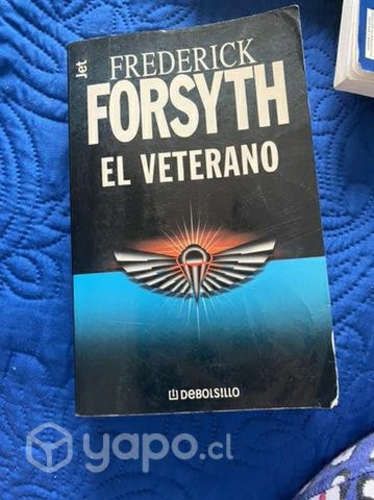 Jet
FREDERICK
FORSYTH
EL VETERANO
DEBOLSILLO
yapo.cl